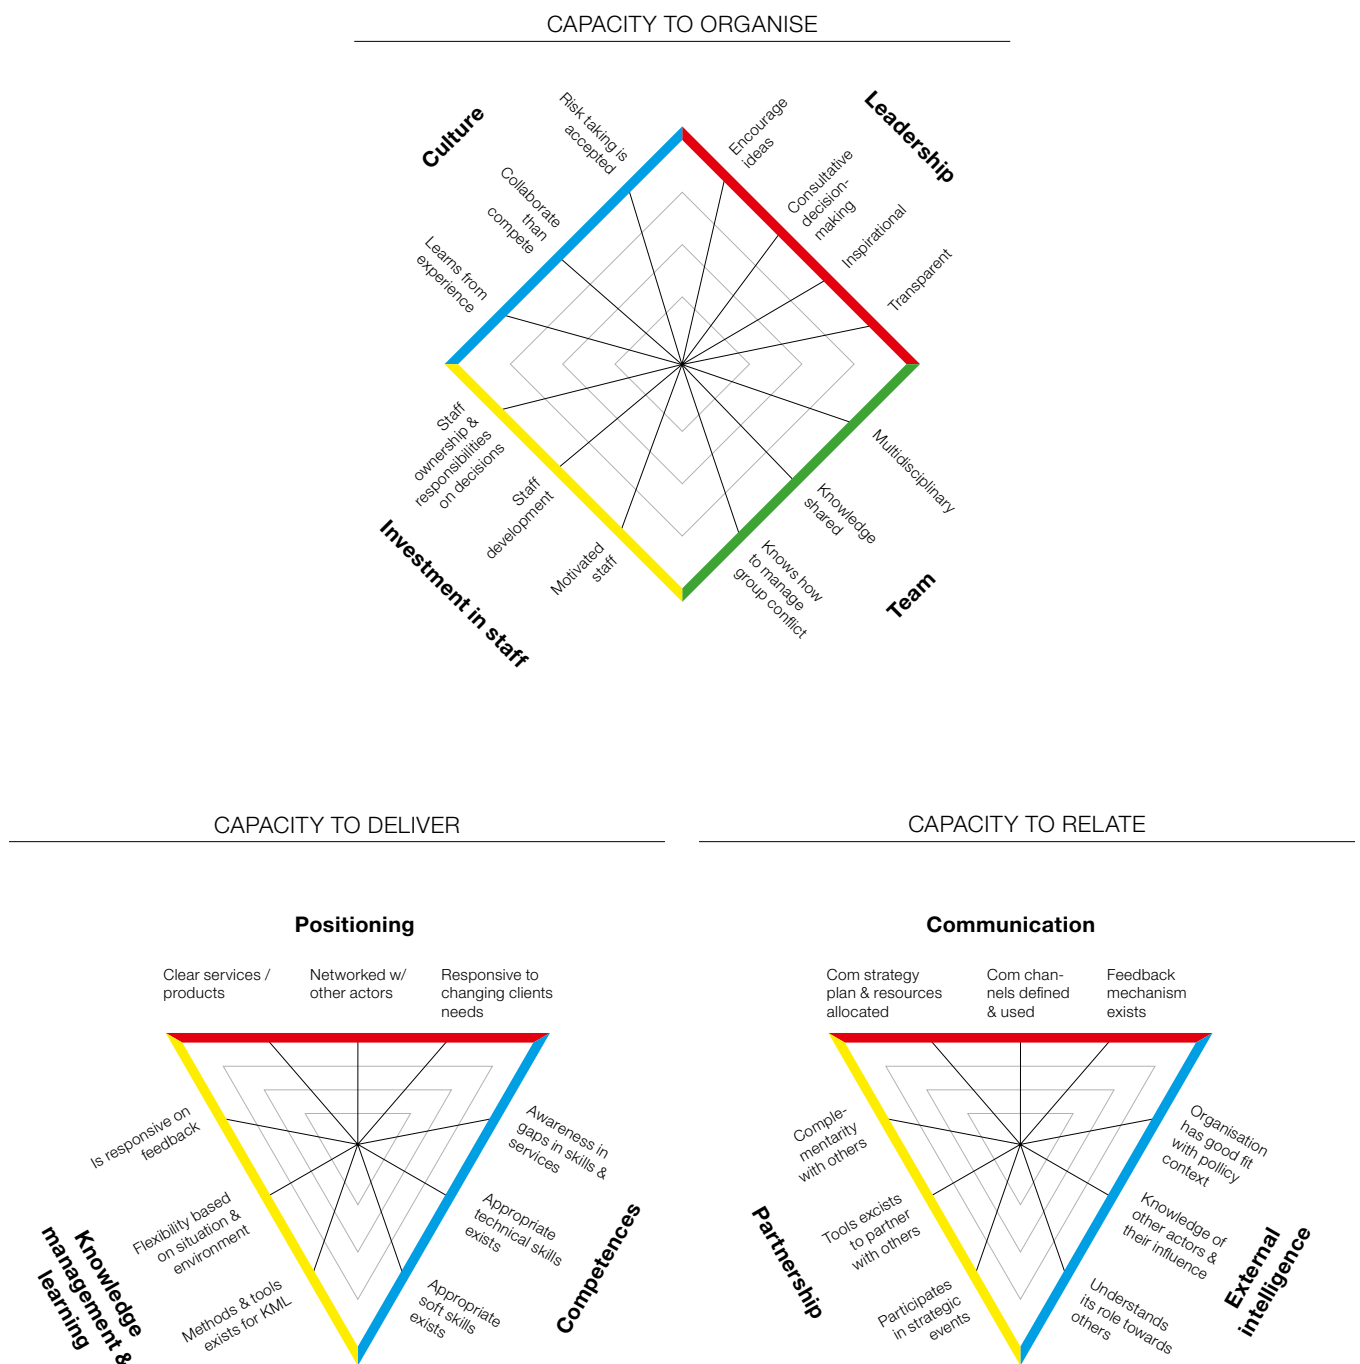 CAPACITY TO ORGANISE
Culture
Risk taking is
accepted
Collaborate
than
compete
Learns from
experience
Leadership
Encourage
ideas
Consultative
decision-
making
Inspirational
Transparent
Staff
ownership &
responsibilities
on decisions
Staff
development
Motivated
staff
Investment in staff
Multidisciplinary
Knowledge
shared
Knows how
to manage
group conflict
Team
CAPACITY TO DELIVER
Positioning
Clear services /
products
Networked w/
other actors
Responsive to
changing clients
needs
Is responsive on
feedback
Flexibility based
on situation &
environment
Methods & tools
exists for KML
Knowledge
management &
learning
Awareness in
gaps in skills &
services
Appropriate
technical skills
exists
Appropriate
soft skills
exists
Competences
CAPACITY TO RELATE
Communication
Com strategy
plan & resources
allocated
Com chan-
nels defined
& used
Feedback
mechanism
exists
Comple-
mentarity
with others
Tools excists
to partner
with others
Participates
in strategic
events
Partnership
Organisation
has good fit
with pollicy
context
Knowledge of
other actors &
their influence
Understands
its role towards
others
External
intelligence